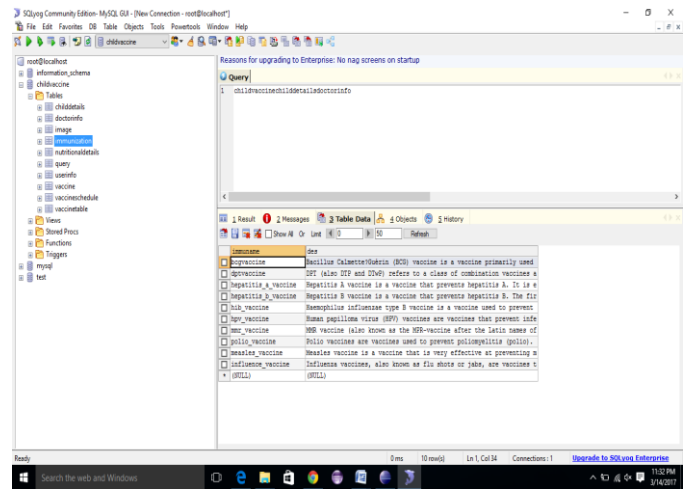 SQLyog Community Edition- MySQL GUI - [New Connection - root@localhost*]
File Edit Favorites DB Table Objects Tools Powertools Window Help
childvaccine
root@localhost
information_schema
childvaccine
Tables
childdetails
doctorinfo
image
immunization
nutritionaldetails
query
userinfo
vaccine
vaccineschedule
vaccinetable
Views
Stored Procs
Functions
Triggers
mysql
test
Reasons for upgrading to Enterprise: No nag screens on startup
Query
1 childvaccinechilddetailsdoctorinfo
1 Result 2 Messages 3 Table Data 4 Objects 5 History
Show All Or Limit 0 50 Refresh
immuname des
bcgvaccine Bacillus Calmette?Guérin (BCG) vaccine is a vaccine primarily used
dptvaccine DPT (also DTP and DTwP) refers to a class of combination vaccines a
hepatitis_a_vaccine Hepatitis A vaccine is a vaccine that prevents hepatitis A. It is e
hepatitis_b_vaccine Hepatitis B vaccine is a vaccine that prevents hepatitis B. The fir
hib_vaccine Haemophilus influenzae type B vaccine is a vaccine used to prevent
hpv_vaccine Human papilloma virus (HPV) vaccines are vaccines that prevent infe
mmr_vaccine MMR vaccine (also known as the MPR-vaccine after the Latin names of
polio_vaccine Polio vaccines are vaccines used to prevent poliomyelitis (polio).
measles_vaccine Measles vaccine is a vaccine that is very effective at preventing m
influence_vaccine Influenza vaccines, also known as flu shots or jabs, are vaccines t
* (NULL) (NULL)
Ready 0 ms 10 row(s) Ln 1, Col 34 Connections : 1 Upgrade to SQLyog Enterprise
Search the web and Windows
11:32 PM
3/14/2017